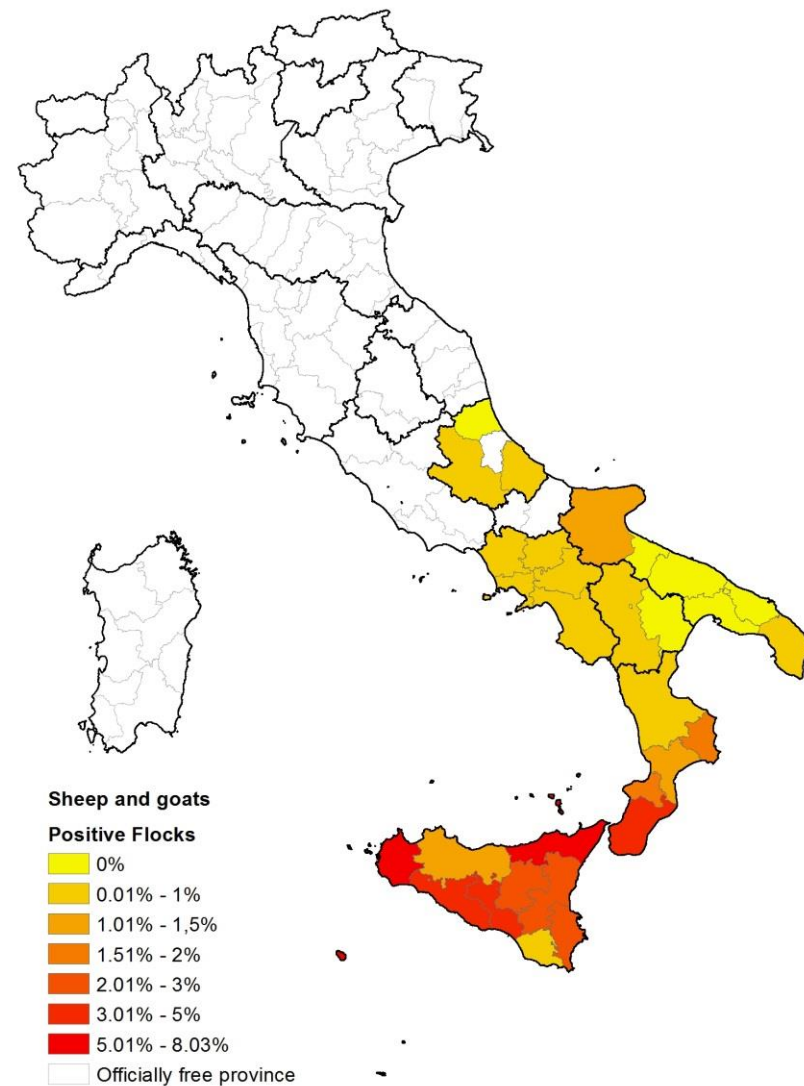 Sheep and goats
Positive Flocks
0%
0.01% - 1%
1.01% - 1,5%
1.51% - 2%
2.01% - 3%
3.01% - 5%
5.01% - 8.03%
Officially free province